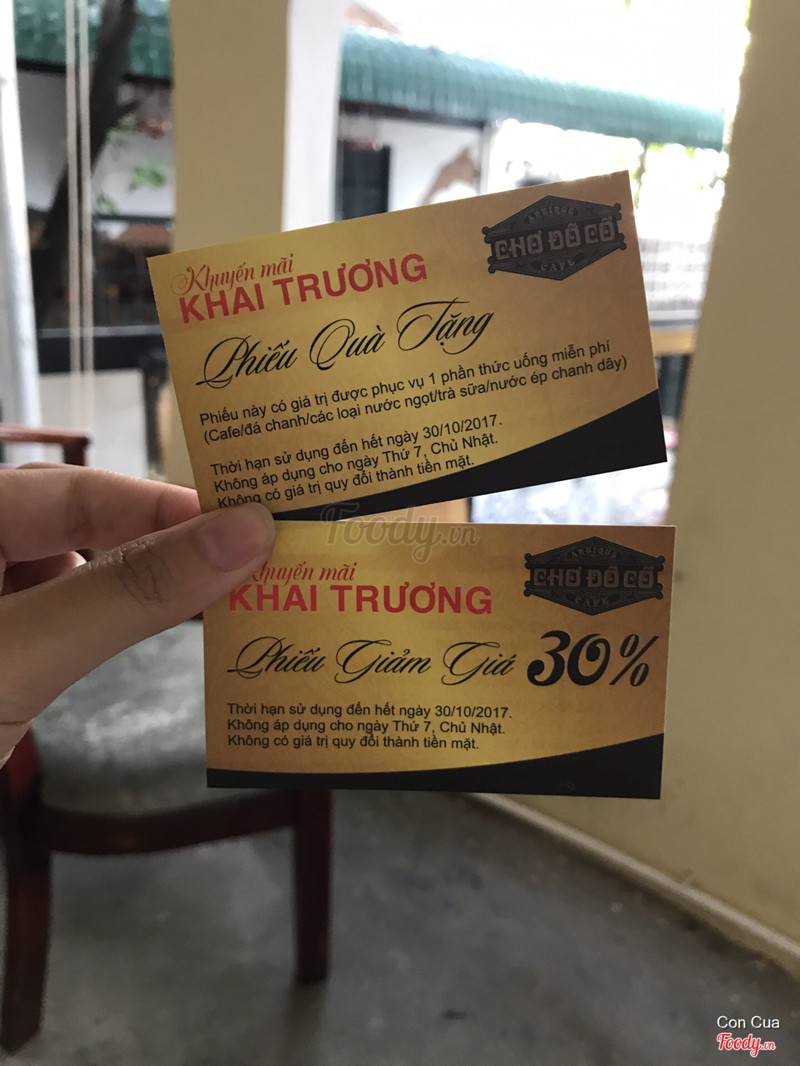 ANTIQUE
CHỢ ĐỒ CỔ
CAFE
Khuyến mãi
KHAI TRƯƠNG
Phiếu Quà Tặng
Phiếu này có giá trị được phục vụ 1 phần thức uống miễn phí
(Cafe/đá chanh/các loại nước ngọt/trà sữa/nước ép chanh dây)
Thời hạn sử dụng đến hết ngày 30/10/2017.
Không áp dụng cho ngày Thứ 7, Chủ Nhật.
Không có giá trị quy đổi thành tiền mặt.
Foody.vn
ANTIQUE
CHỢ ĐỒ CỔ
CAFE
Khuyến mãi
KHAI TRƯƠNG
Phiếu Giảm Giá 30%
Thời hạn sử dụng đến hết ngày 30/10/2017.
Không áp dụng cho ngày Thứ 7, Chủ Nhật.
Không có giá trị quy đổi thành tiền mặt.
Con Cua
Foody.vn